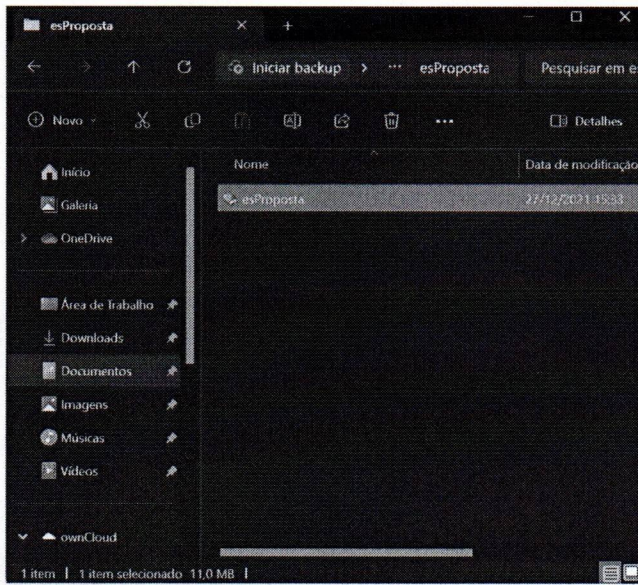 esProposta
Iniciar backup > ... esProposta Pesquisar em e
Novo Detalhes
Nome Data de modificação
esProposta 27/12/2021 15:33
Início
Galeria
OneDrive
Área de Trabalho
Downloads
Documentos
Imagens
Músicas
Vídeos
ownCloud
1 item | 1 item selecionado 11,0 MB |